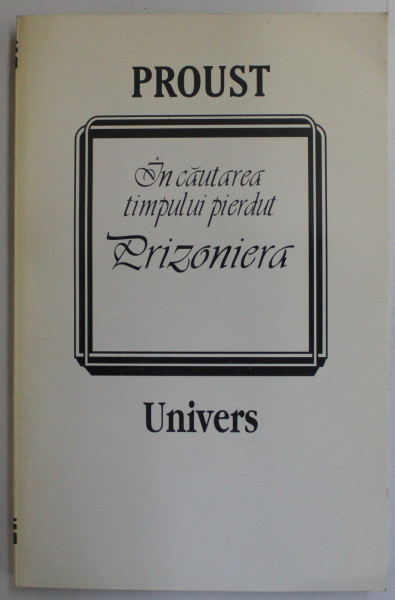 PROUST
În căutarea
timpului pierdut
Prizoniera
Univers